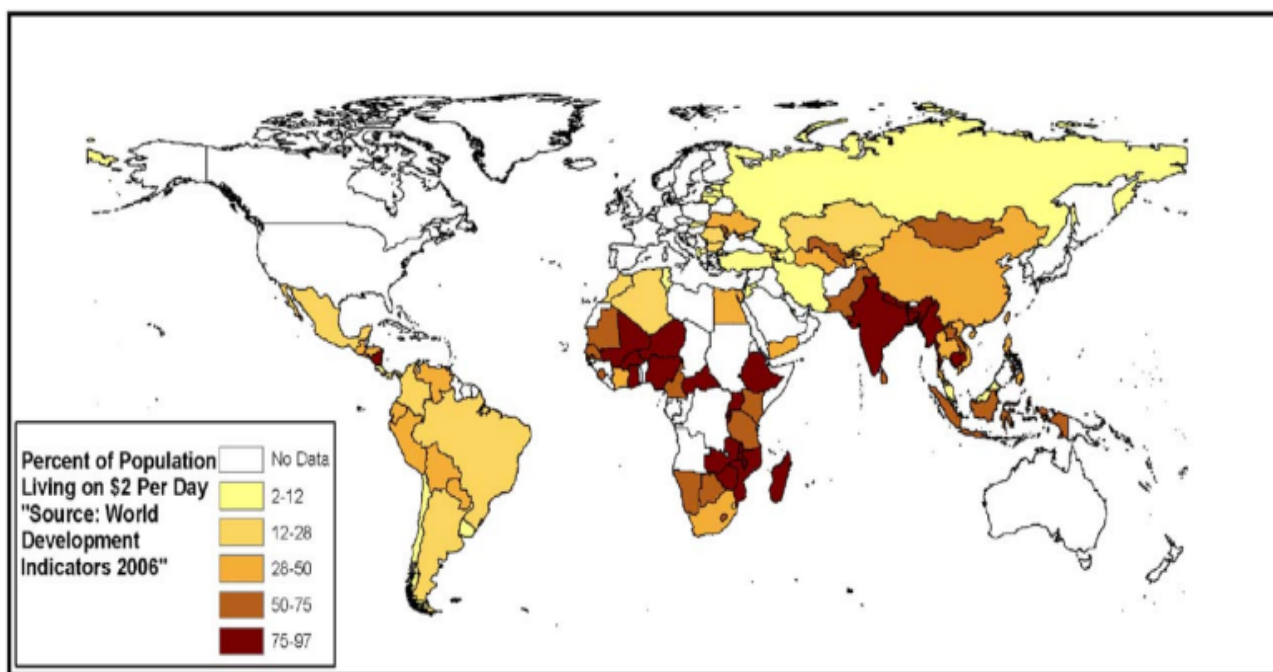 Percent of Population
Living on $2 Per Day
"Source: World
Development
Indicators 2006"
No Data
2-12
12-28
28-50
50-75
75-97